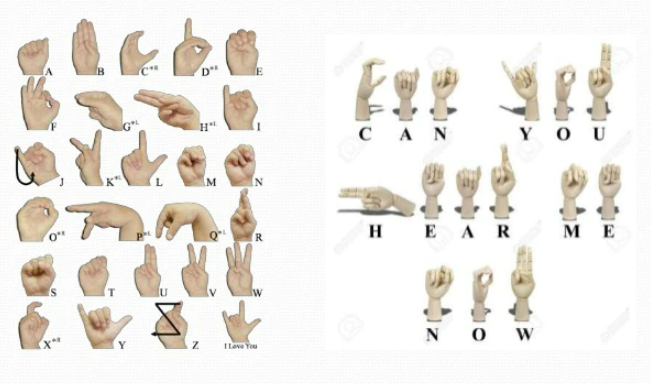 A B C*R D*R E
F G*L H*L I
J K*L L M N
O*R P*L Q*L R
S T U V W
X*R Y Z I Love You
C A N Y O U
H E A R M E
N O W